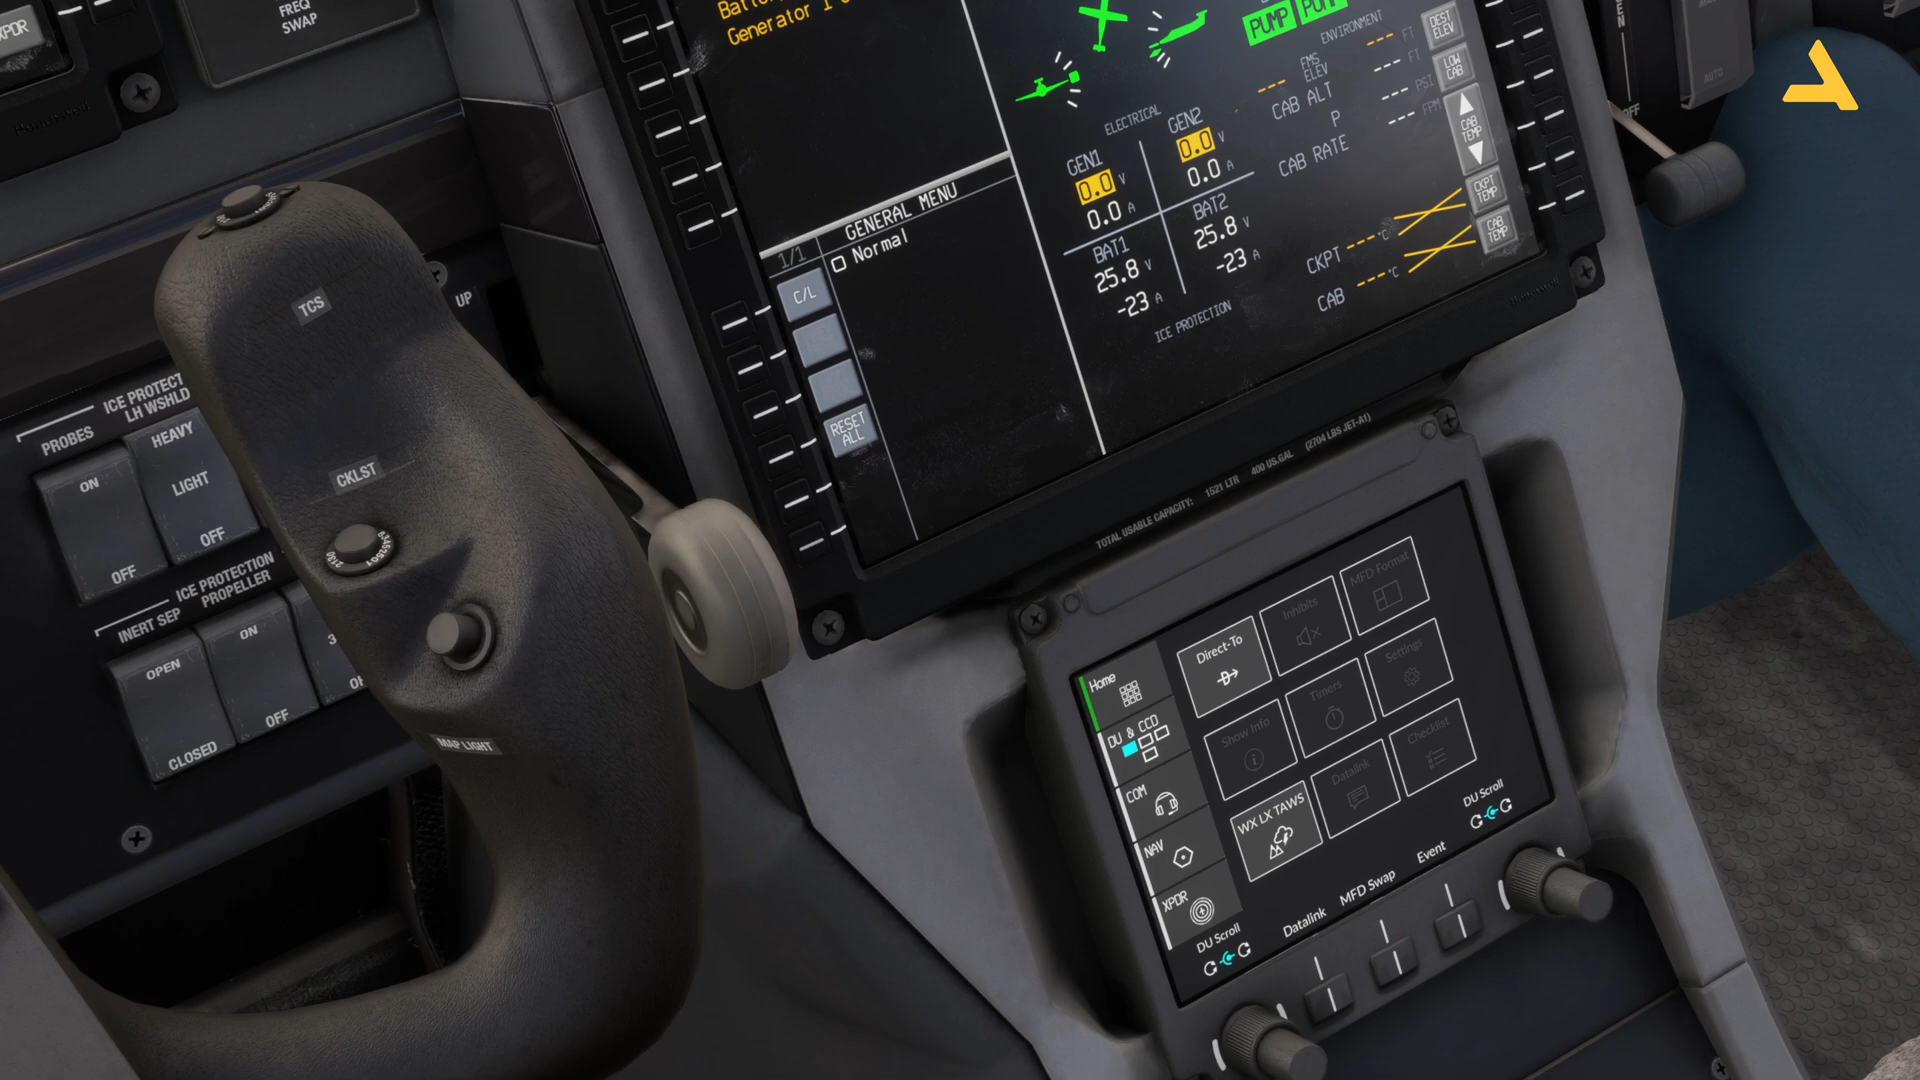 XPDR
FREQ
SWAP
Generator 1
PUMP
ENVIRONMENT
DEST
ELEV
LOW
CAB
CAB
TEMP
CKPT
TEMP
CAB
TEMP
FMS
ELEV
FT
CAB ALT
FT
P
PSI
CAB RATE
FPM
ELECTRICAL
GEN1
0.0 V
0.0 A
GEN2
0.0 V
0.0 A
BAT1
25.8 V
-23 A
BAT2
25.8 V
-23 A
CKPT ---- °C
CAB ---- °C
ICE PROTECTION
GENERAL MENU
1/1
Normal
C/L
RESET
ALL
AUTO
TCS
UP
CKLST
MAP LIGHT
LH WSHLD
PROBES
ON
OFF
HEAVY
LIGHT
OFF
ICE PROTECTION
INERT SEP
PROPELLER
OPEN
CLOSED
ON
OFF
TOTAL USABLE CAPACITY: 1521 LTR 400 US.GAL (2704 LBS JET-A1)
Home
DU & CCD
COM
NAV
XPDR
Direct-To
Inhibits
MFD Format
Show Info
Timers
Settings
WX LX TAWS
Datalink
Checklist
DU Scroll
Datalink
MFD Swap
Event
DU Scroll